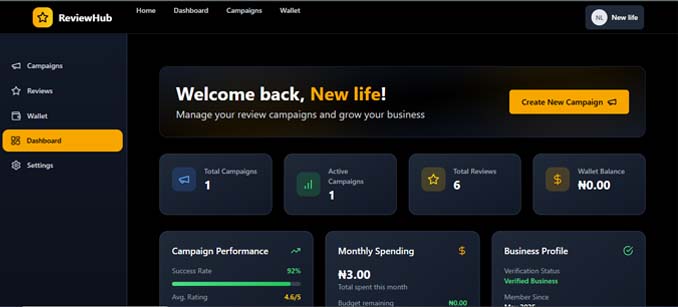 ReviewHub
Home Dashboard Campaigns Wallet
NL New life
Campaigns
Reviews
Wallet
Dashboard
Settings
Welcome back, New life!
Manage your review campaigns and grow your business
Create New Campaign
Total Campaigns
1
Active
Campaigns
1
Total Reviews
6
Wallet Balance
₦0.00
Campaign Performance
Success Rate 92%
Avg. Rating 4.6/5
Monthly Spending
₦3.00
Total spent this month
Budget remaining ₦0.00
Business Profile
Verification Status
Verified Business
Member Since